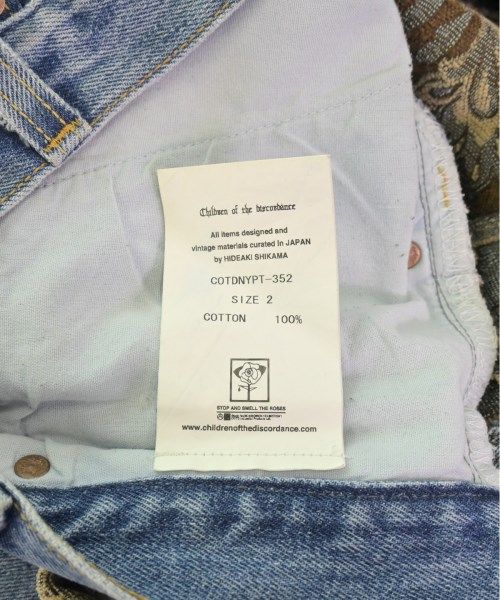 Children of the discordance
All items designed and
vintage materials curated in JAPAN
by HIDEAKI SHIKAMA
COTDNYPT-352
SIZE 2
COTTON 100%
STOP AND SMELL THE ROSES
www.childrenofthediscordance.com